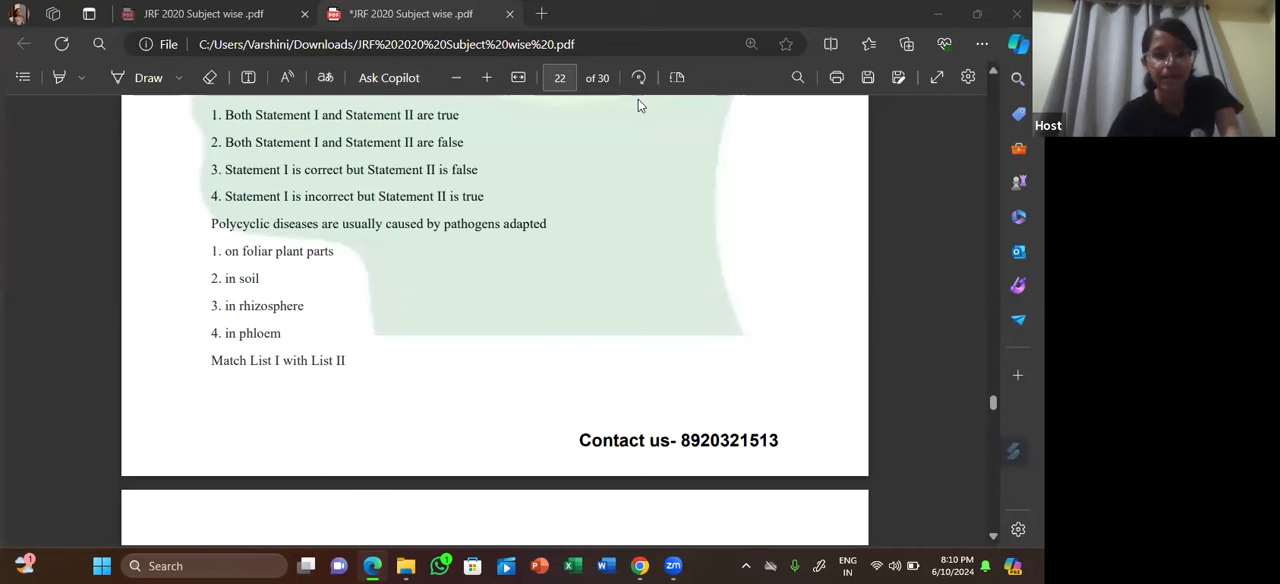 JRF 2020 Subject wise .pdf
*JRF 2020 Subject wise .pdf
File
C:/Users/Varshini/Downloads/JRF%202020%20Subject%20wise%20.pdf
Draw
Ask Copilot
22 of 30
Host
1. Both Statement I and Statement II are true
2. Both Statement I and Statement II are false
3. Statement I is correct but Statement II is false
4. Statement I is incorrect but Statement II is true
Polycyclic diseases are usually caused by pathogens adapted
1. on foliar plant parts
2. in soil
3. in rhizosphere
4. in phloem
Match List I with List II
Contact us- 8920321513
Search
ENG
IN
8:10 PM
6/10/2024